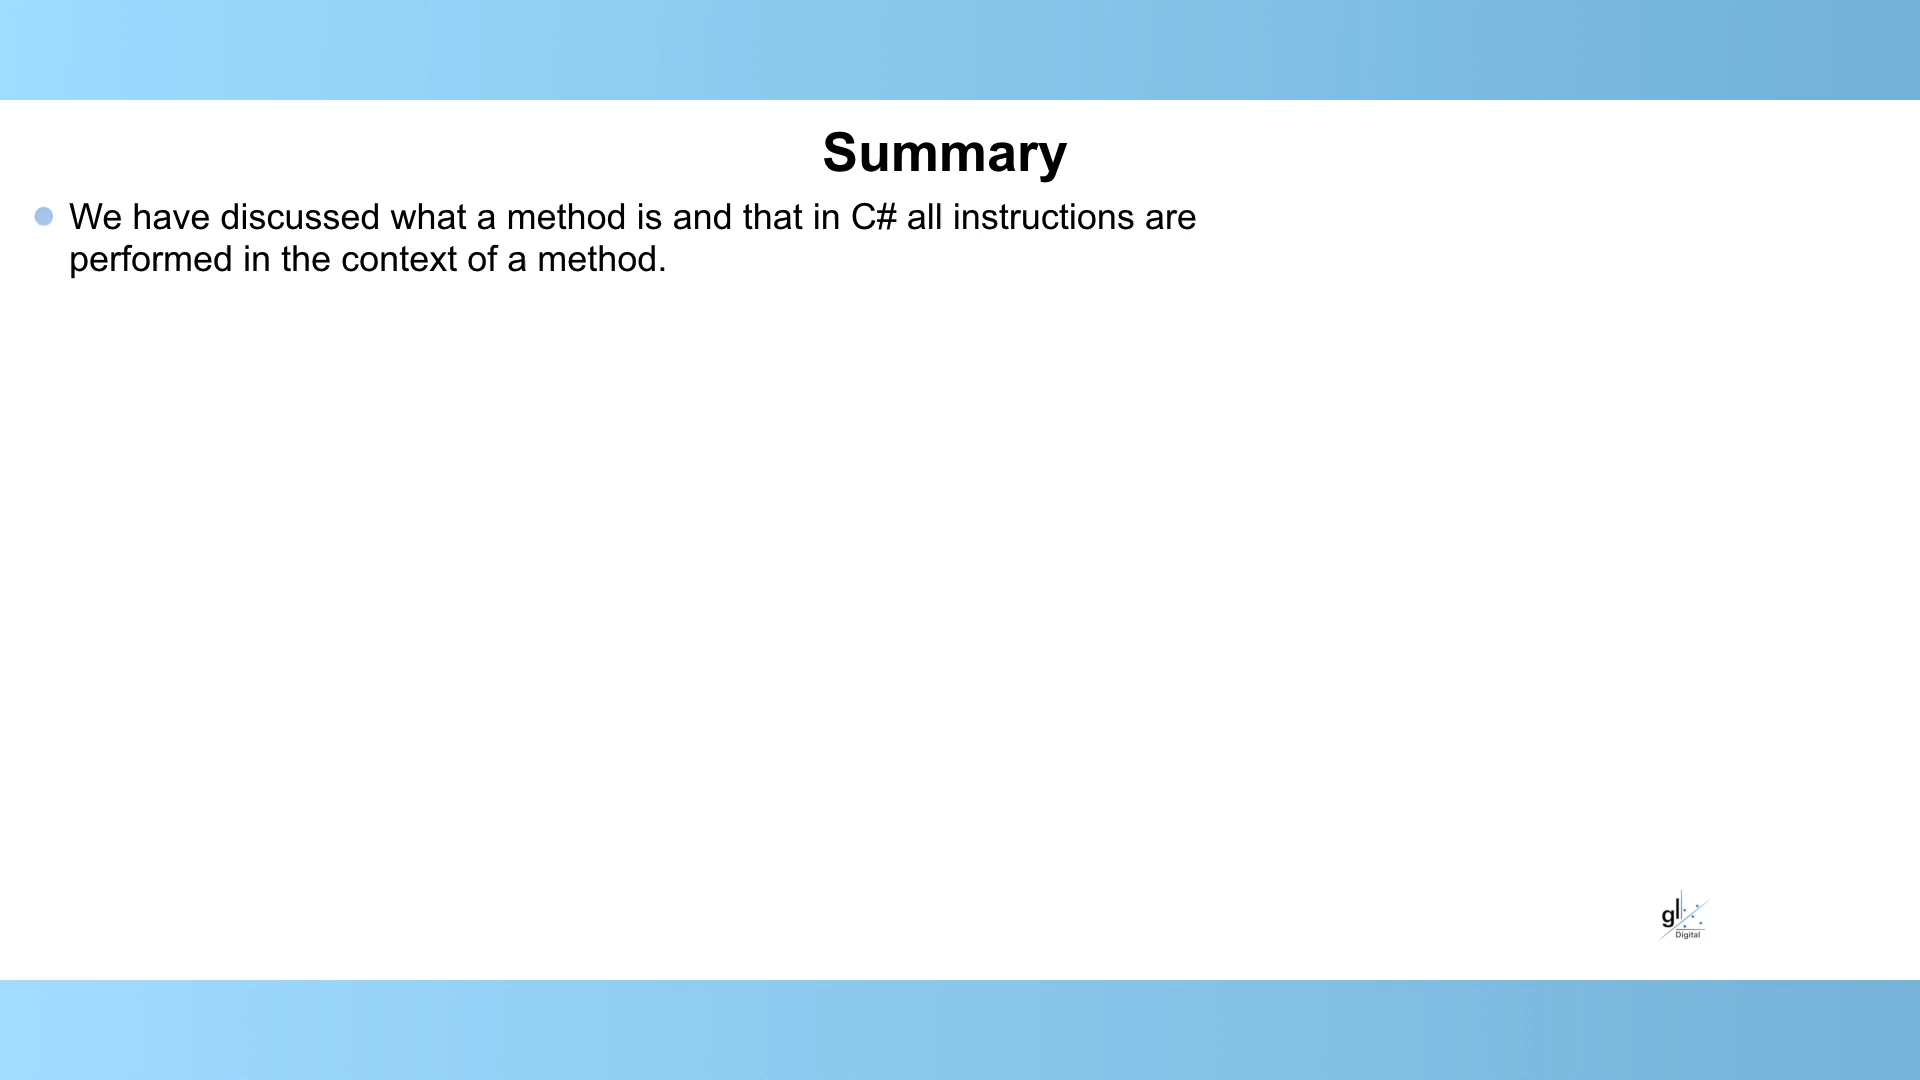 Summary
We have discussed what a method is and that in C# all instructions are
performed in the context of a method.
gl
Digital